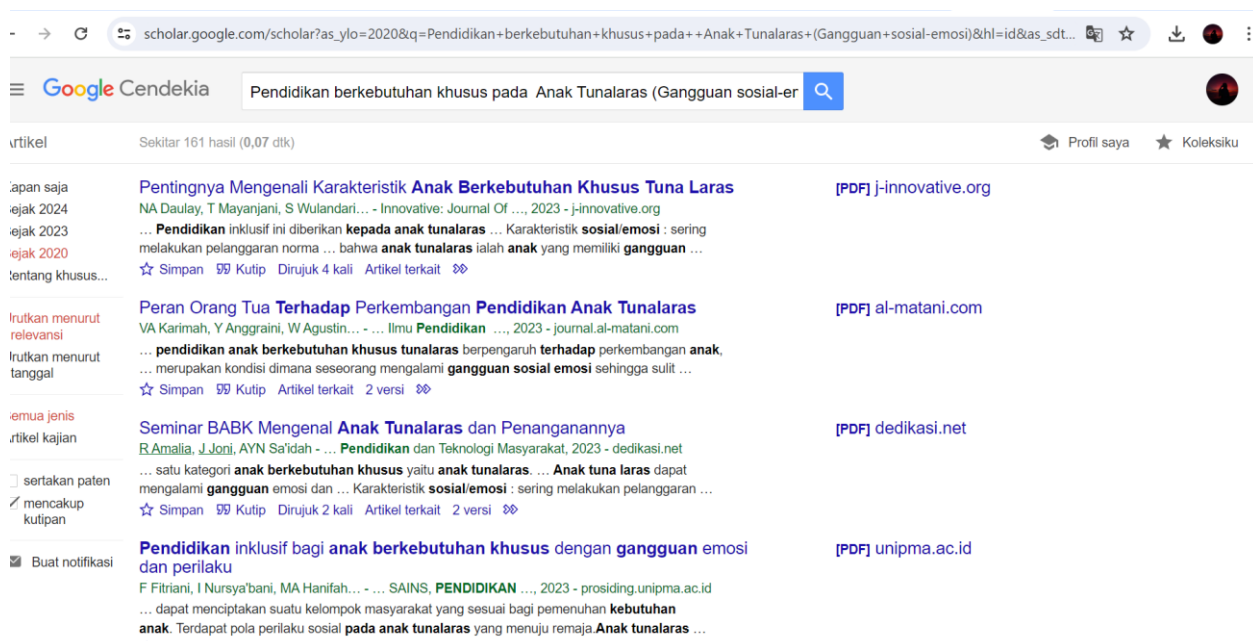 scholar.google.com/scholar?as_ylo=2020&q=Pendidikan+berkebutuhan+khusus+pada++Anak+Tunalaras+(Gangguan+sosial-emosi)&hl=id&as_sdt...
Google Cendekia
Pendidikan berkebutuhan khusus pada  Anak Tunalaras (Gangguan sosial-er
Artikel
Sekitar 161 hasil (0,07 dtk)
Profil saya
Koleksiku
Kapan saja
Sejak 2024
Sejak 2023
Sejak 2020
Rentang khusus...
Urutkan menurut
relevansi
Urutkan menurut
tanggal
Semua jenis
Artikel kajian
sertakan paten
mencakup
kutipan
Buat notifikasi
Pentingnya Mengenali Karakteristik Anak Berkebutuhan Khusus Tuna Laras
[PDF] j-innovative.org
NA Daulay, T Mayanjani, S Wulandari… - Innovative: Journal Of …, 2023 - j-innovative.org
… Pendidikan inklusif ini diberikan kepada anak tunalaras … Karakteristik sosial/emosi : sering
melakukan pelanggaran norma … bahwa anak tunalaras ialah anak yang memiliki gangguan …
Simpan Kutip Dirujuk 4 kali Artikel terkait
Peran Orang Tua Terhadap Perkembangan Pendidikan Anak Tunalaras
[PDF] al-matani.com
VA Karimah, Y Anggraini, W Agustin… - … Ilmu Pendidikan …, 2023 - journal.al-matani.com
… pendidikan anak berkebutuhan khusus tunalaras berpengaruh terhadap perkembangan anak,
… merupakan kondisi dimana seseorang mengalami gangguan sosial emosi sehingga sulit …
Simpan Kutip Artikel terkait 2 versi
Seminar BABK Mengenal Anak Tunalaras dan Penanganannya
[PDF] dedikasi.net
R Amalia, J Joni, AYN Sa'idah - … Pendidikan dan Teknologi Masyarakat, 2023 - dedikasi.net
… satu kategori anak berkebutuhan khusus yaitu anak tunalaras. … Anak tuna laras dapat
mengalami gangguan emosi dan … Karakteristik sosial/emosi : sering melakukan pelanggaran …
Simpan Kutip Dirujuk 2 kali Artikel terkait 2 versi
Pendidikan inklusif bagi anak berkebutuhan khusus dengan gangguan emosi
dan perilaku
[PDF] unipma.ac.id
F Fitriani, I Nursya'bani, MA Hanifah… - … SAINS, PENDIDIKAN …, 2023 - prosiding.unipma.ac.id
… dapat menciptakan suatu kelompok masyarakat yang sesuai bagi pemenuhan kebutuhan
anak. Terdapat pola perilaku sosial pada anak tunalaras yang menuju remaja.Anak tunalaras …